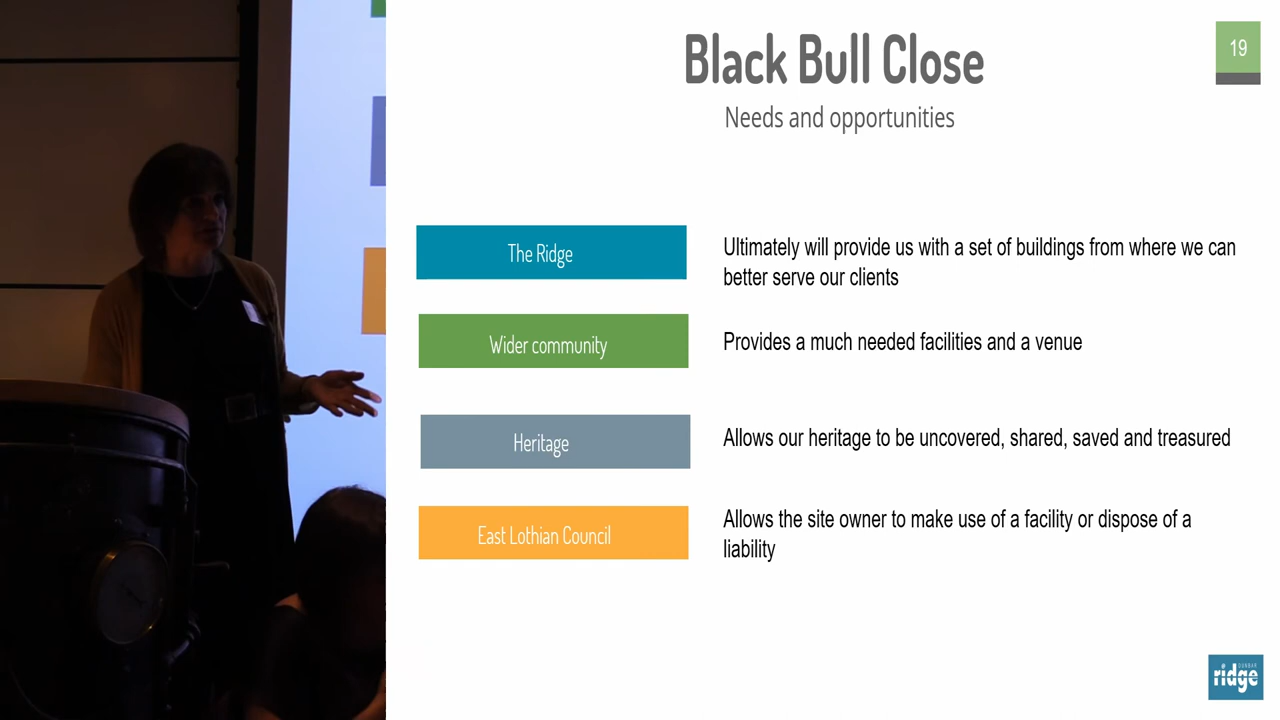 Black Bull Close
19
Needs and opportunities
The Ridge
Ultimately will provide us with a set of buildings from where we can
better serve our clients
Wider community
Provides a much needed facilities and a venue
Heritage
Allows our heritage to be uncovered, shared, saved and treasured
East Lothian Council
Allows the site owner to make use of a facility or dispose of a
liability
DUNBAR
ridge